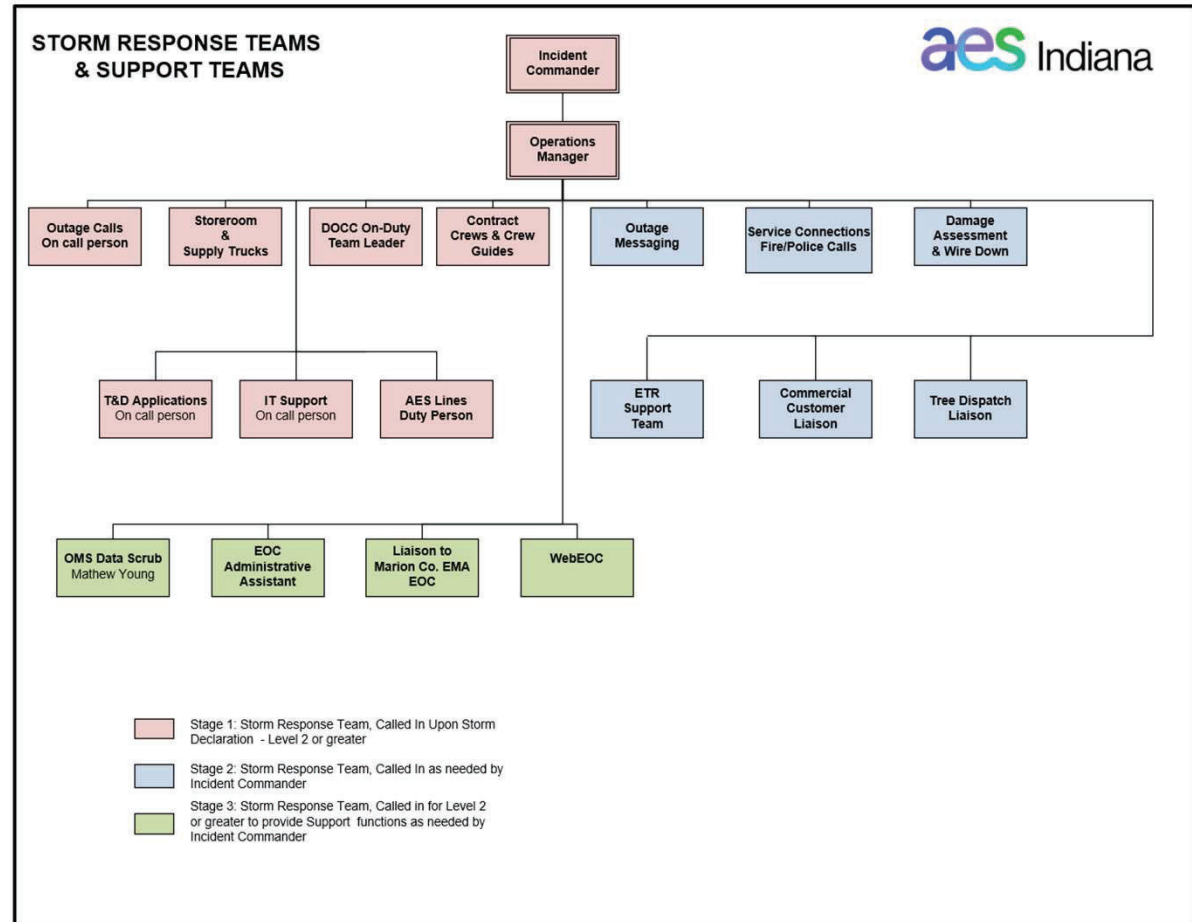 STORM RESPONSE TEAMS
& SUPPORT TEAMS
aes Indiana
Incident
Commander
Operations
Manager
Outage Calls
On call person
Storeroom
&
Supply Trucks
DOCC On-Duty
Team Leader
Contract
Crews & Crew
Guides
Outage
Messaging
Service Connections
Fire/Police Calls
Damage
Assessment
& Wire Down
T&D Applications
On call person
IT Support
On call person
AES Lines
Duty Person
ETR
Support
Team
Commercial
Customer
Liaison
Tree Dispatch
Liaison
OMS Data Scrub
Mathew Young
EOC
Administrative
Assistant
Liaison to
Marion Co. EMA
EOC
WebEOC
Stage 1: Storm Response Team, Called In Upon Storm
Declaration - Level 2 or greater
Stage 2: Storm Response Team, Called In as needed by
Incident Commander
Stage 3: Storm Response Team, Called in for Level 2
or greater to provide Support functions as needed by
Incident Commander